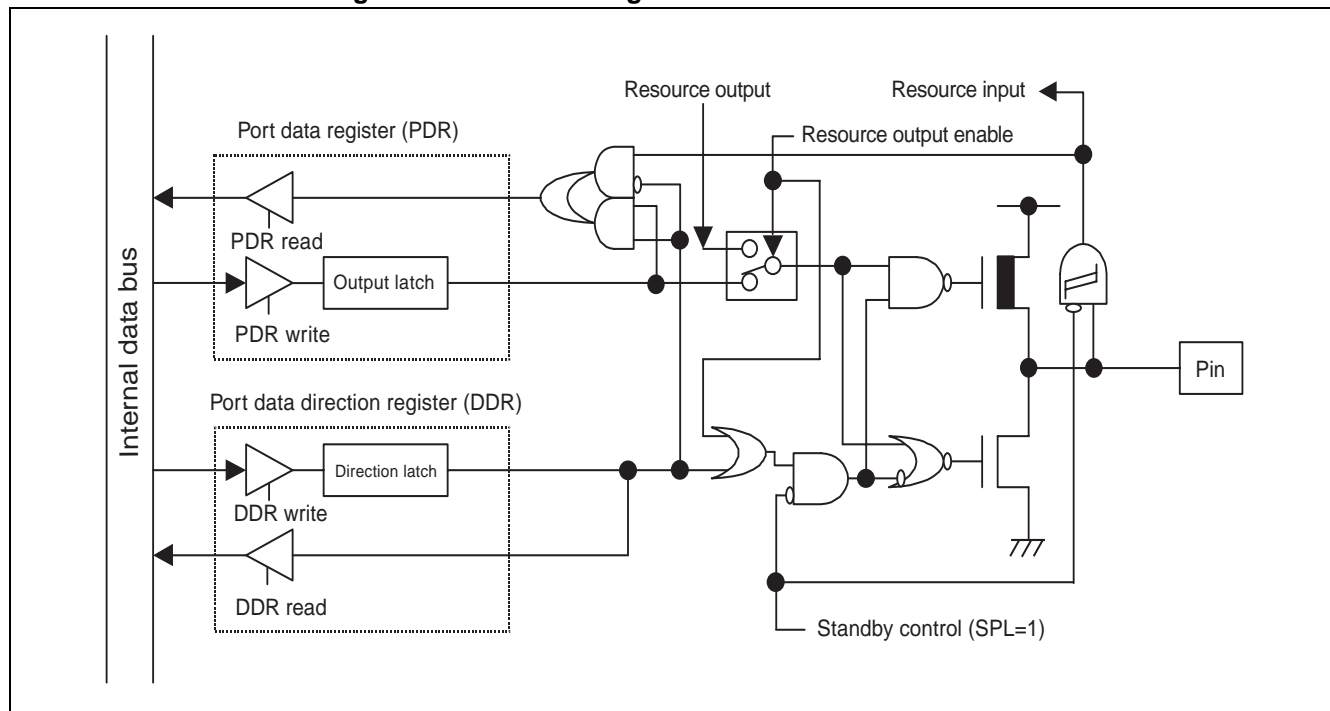 Resource output
Resource input
Port data register (PDR)
Resource output enable
PDR read
Output latch
PDR write
Internal data bus
Pin
Port data direction register (DDR)
Direction latch
DDR write
DDR read
Standby control (SPL=1)